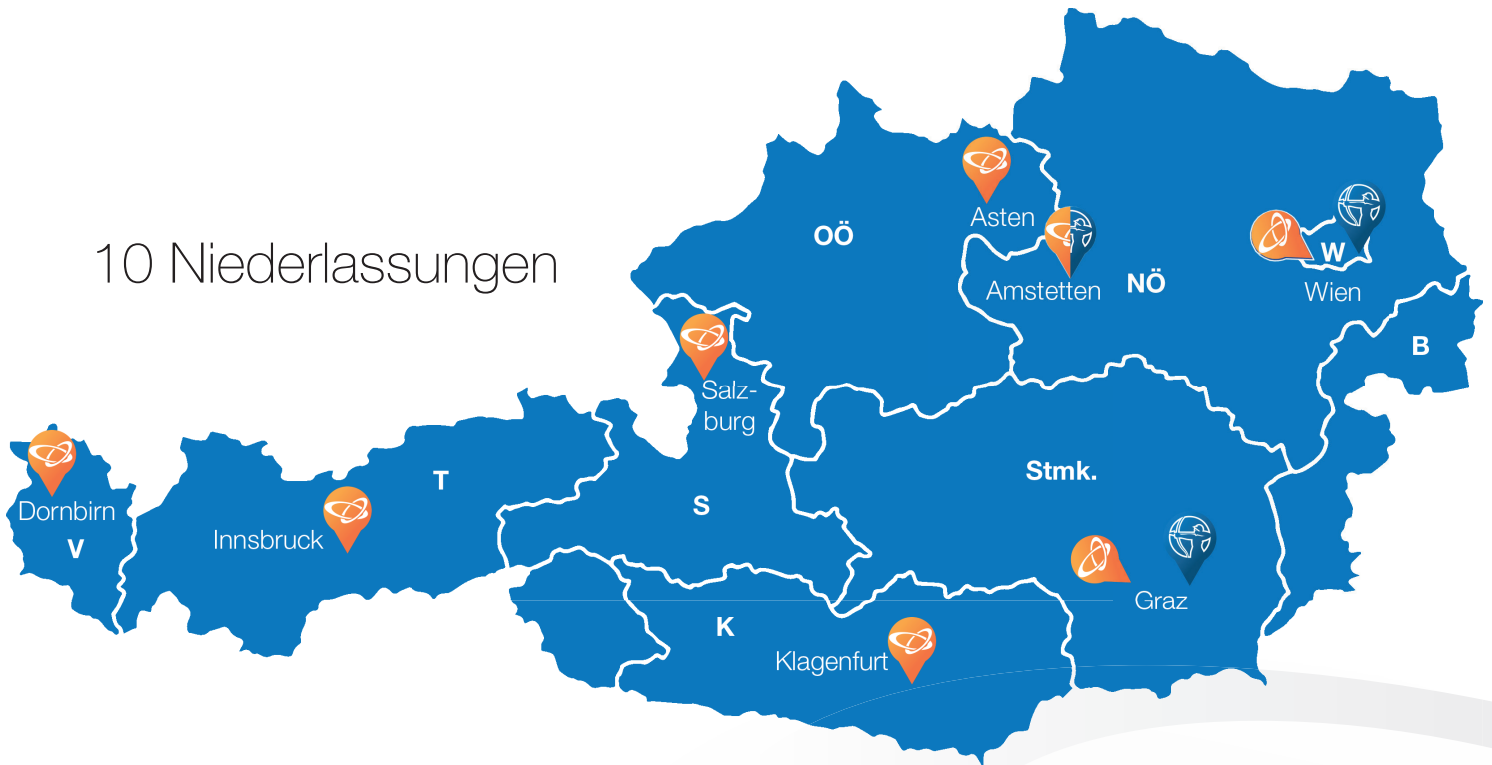 10 Niederlassungen
OÖ
Asten
Amstetten
NÖ
W
Wien
B
Salz-
burg
Dornbirn
V
Innsbruck
T
S
Stmk.
Graz
K
Klagenfurt